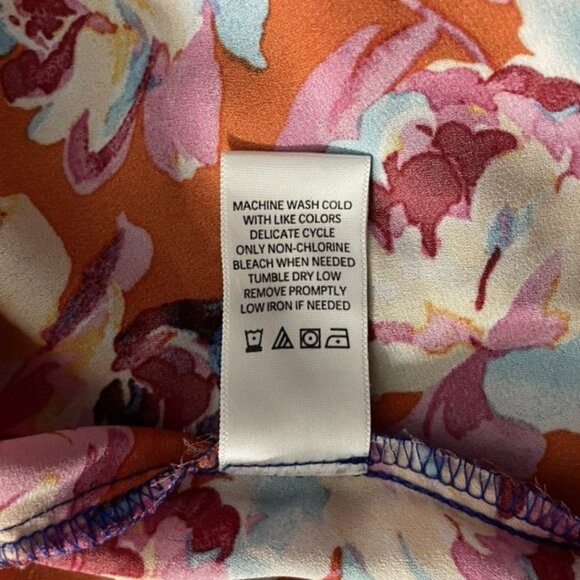 MACHINE WASH COLD
WITH LIKE COLORS
DELICATE CYCLE
ONLY NON-CHLORINE
BLEACH WHEN NEEDED
TUMBLE DRY LOW
REMOVE PROMPTLY
LOW IRON IF NEEDED